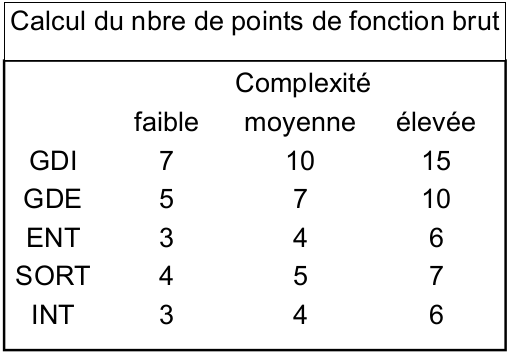 Calcul du nbre de points de fonction brut
Complexité
faible moyenne élevée
GDI 7 10 15
GDE 5 7 10
ENT 3 4 6
SORT 4 5 7
INT 3 4 6